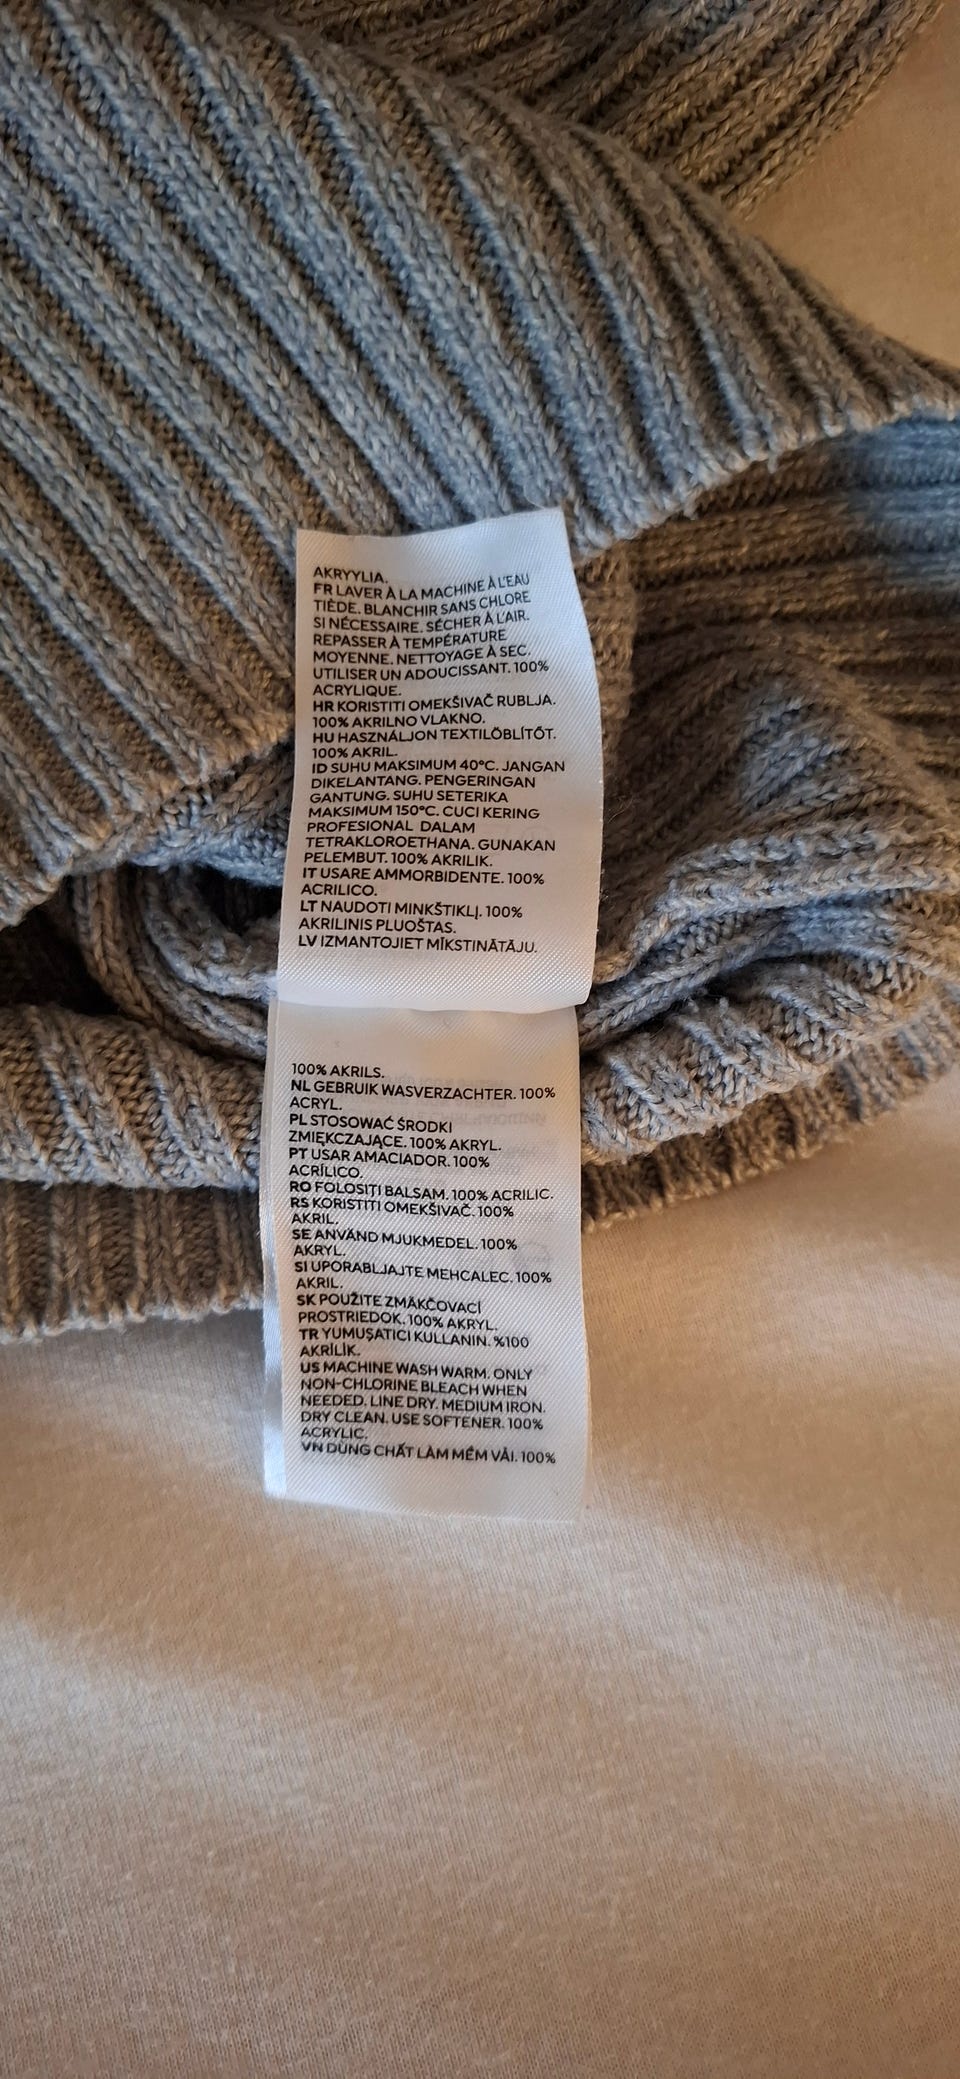 AKRYYLIA.
FR LAVER À LA MACHINE À L'EAU
TIÈDE. BLANCHIR SANS CHLORE
SI NÉCESSAIRE. SÉCHER À L'AIR.
REPASSER À TEMPÉRATURE
MOYENNE. NETTOYAGE À SEC.
UTILISER UN ADOUCISSANT. 100%
ACRYLIQUE.
HR KORISTITI OMEKŠIVAČ RUBLJA.
100% AKRILNO VLAKNO.
HU HASZNÁLJON TEXTILÖBLÍTŐT.
100% AKRIL.
ID SUHU MAKSIMUM 40°C. JANGAN
DIKELANTANG. PENGERINGAN
GANTUNG. SUHU SETERIKA
MAKSIMUM 150°C. CUCI KERING
PROFESIONAL DALAM
TETRAKLOROETHANA. GUNAKAN
PELEMBUT. 100% AKRILIK.
IT USARE AMMORBIDENTE. 100%
ACRILICO.
LT NAUDOTI MINKŠTIKLĮ. 100%
AKRILINIS PLUOŠTAS.
LV IZMANTOJIET MĪKSTINĀTĀJU.
100% AKRILS.
NL GEBRUIK WASVERZACHTER. 100%
ACRYL.
PL STOSOWAĆ ŚRODKI
ZMIĘKCZAJĄCE. 100% AKRYL.
PT USAR AMACIADOR. 100%
ACRÍLICO.
RO FOLOSIȚI BALSAM. 100% ACRILIC.
RS KORISTITI OMEKŠIVAČ. 100%
AKRIL.
SE ANVÄND MJUKMEDEL. 100%
AKRYL.
SI UPORABLJAJTE MEHCALEC. 100%
AKRIL.
SK POUŽITE ZMÄKČOVACÍ
PROSTRIEDOK. 100% AKRYL.
TR YUMUŞATICI KULLANIN. %100
AKRİLİK.
US MACHINE WASH WARM. ONLY
NON-CHLORINE BLEACH WHEN
NEEDED. LINE DRY. MEDIUM IRON.
DRY CLEAN. USE SOFTENER. 100%
ACRYLIC.
VN DÙNG CHẤT LÀM MỀM VẢI. 100%